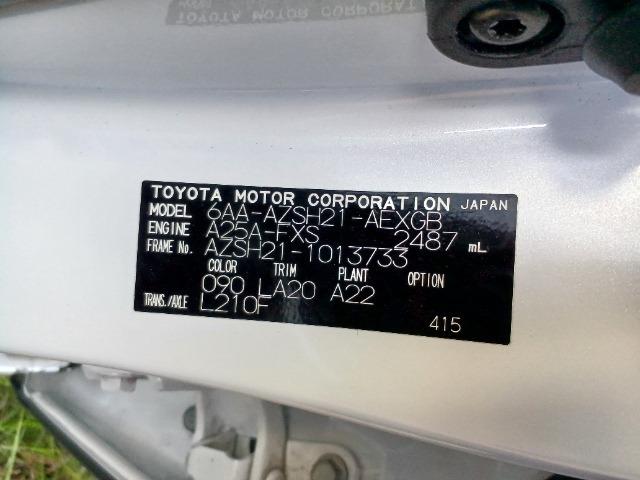 TOYOTA MOTOR CORPORATION JAPAN
MODEL 6AA-AZSH21-AEXGB
ENGINE A25A-FXS 2487 mL
FRAME No. AZSH21-1013733
COLOR TRIM PLANT OPTION
090 LA20 A22
TRANS./AXLE L210F
415